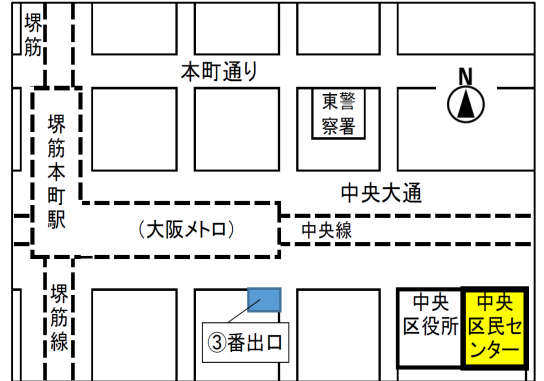 堺筋
本町通り
N
東警
察署
堺筋本町駅
中央大通
（大阪メトロ）
中央線
堺筋線
③番出口
中央
区役所
中央
区民セ
ンター